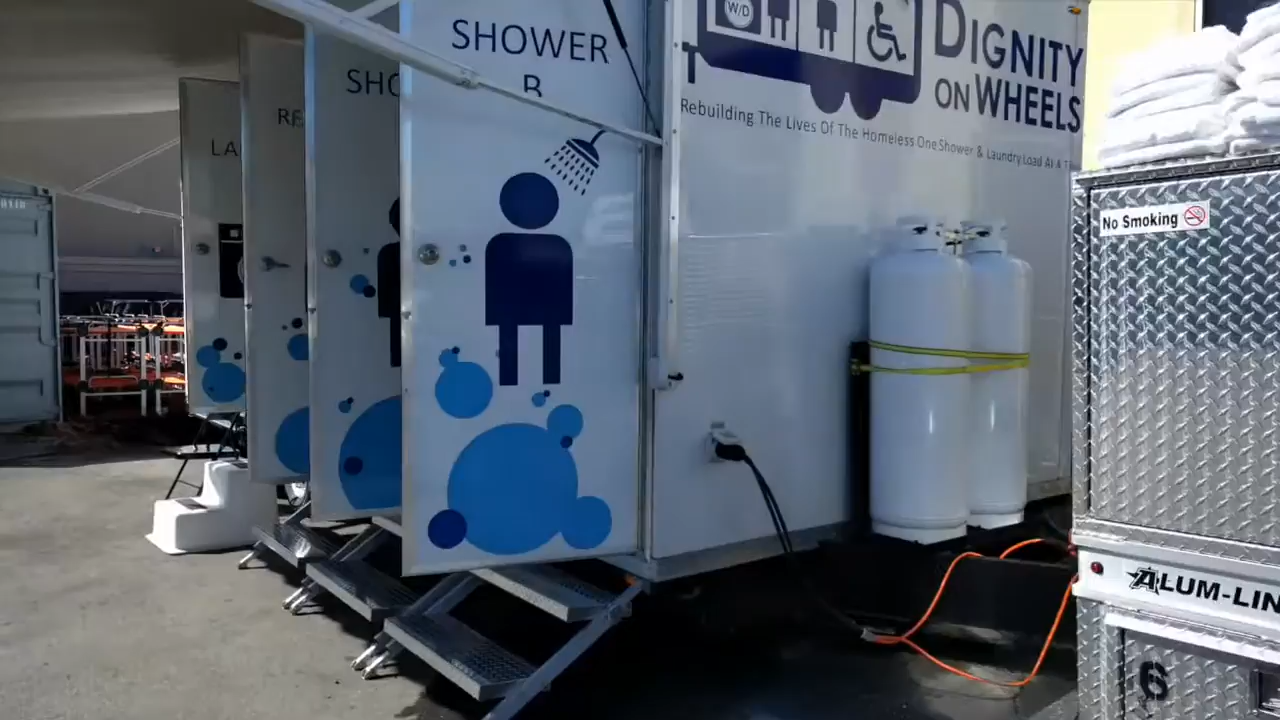 SHOWER
B
SHO
RE
LA
W/D
DIGNITY
ON WHEELS
Rebuilding The Lives Of The Homeless One Shower & Laundry Load At A T
No Smoking
ALUM-LIN
6